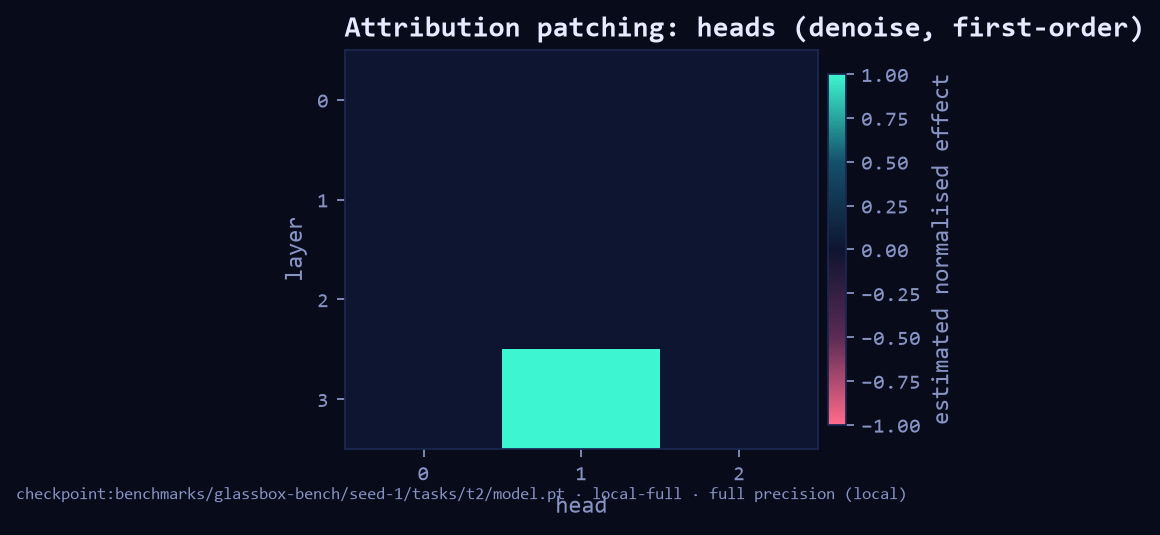 Attribution patching: heads (denoise, first-order)
1.00
0.75
0.50
0.25
0.00
−0.25
−0.50
−0.75
−1.00
estimated normalised effect
layer
0
1
2
3
0 1 2
checkpoint:benchmarks/glassbox-bench/seed-1/tasks/t2/model.pt · local-full · full precision (local)
head